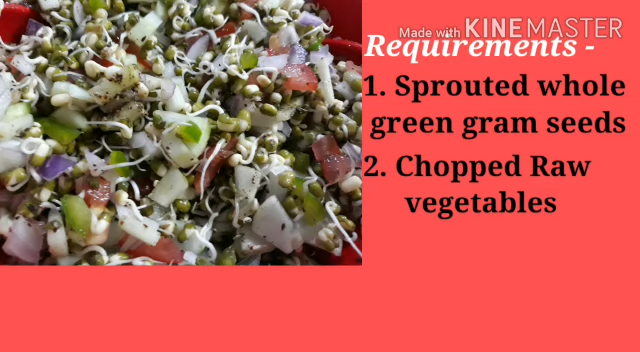 Made with KINEMASTER
Requirements -
1. Sprouted whole
green gram seeds
2. Chopped Raw
vegetables